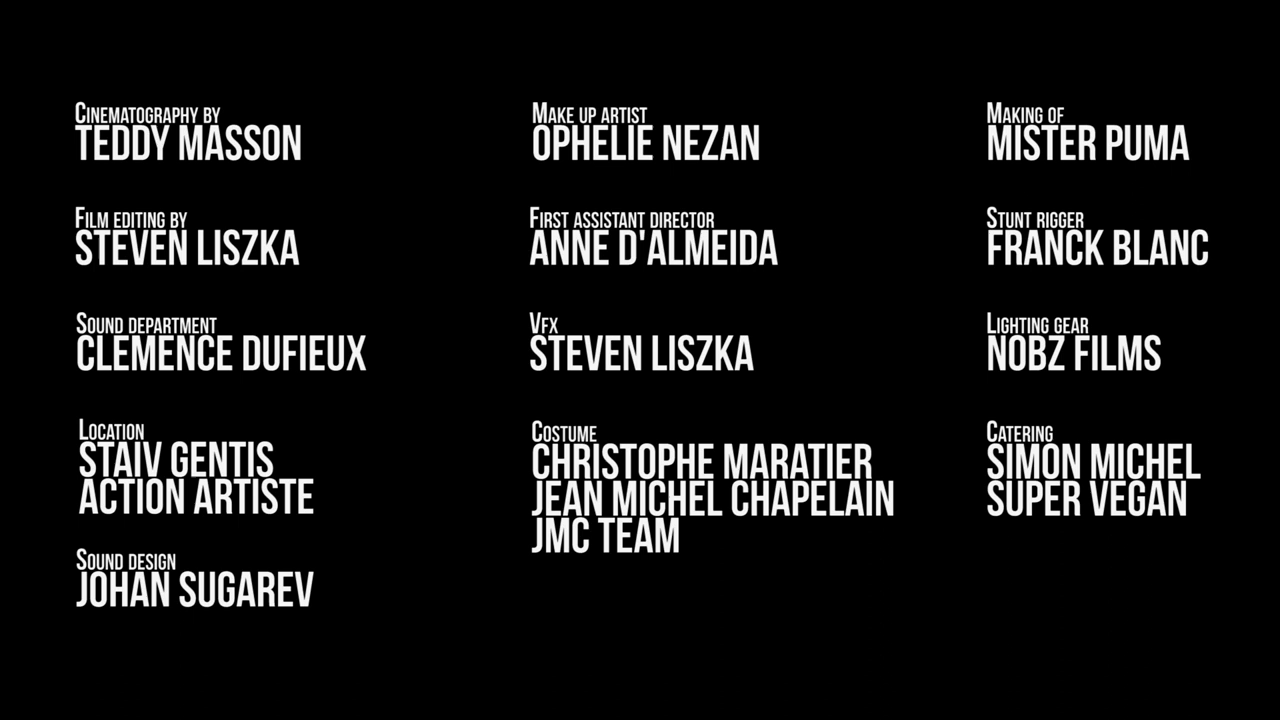 Cinematography by
TEDDY MASSON
Film editing by
STEVEN LISZKA
Sound department
CLEMENCE DUFIEUX
Location
STAIV GENTIS
ACTION ARTISTE
Sound design
JOHAN SUGAREV
Make up artist
OPHELIE NEZAN
First assistant director
ANNE D'ALMEIDA
Vfx
STEVEN LISZKA
Costume
CHRISTOPHE MARATIER
JEAN MICHEL CHAPELAIN
JMC TEAM
Making of
MISTER PUMA
Stunt rigger
FRANCK BLANC
Lighting gear
NOBZ FILMS
Catering
SIMON MICHEL
SUPER VEGAN